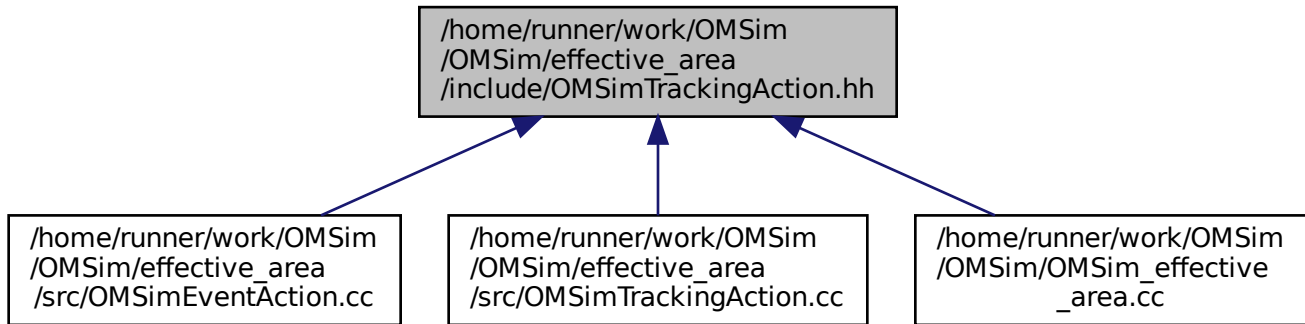 /home/runner/work/OMSim
/OMSim/effective_area
/include/OMSimTrackingAction.hh
/home/runner/work/OMSim
/OMSim/effective_area
/src/OMSimEventAction.cc
/home/runner/work/OMSim
/OMSim/effective_area
/src/OMSimTrackingAction.cc
/home/runner/work/OMSim
/OMSim/OMSim_effective
_area.cc